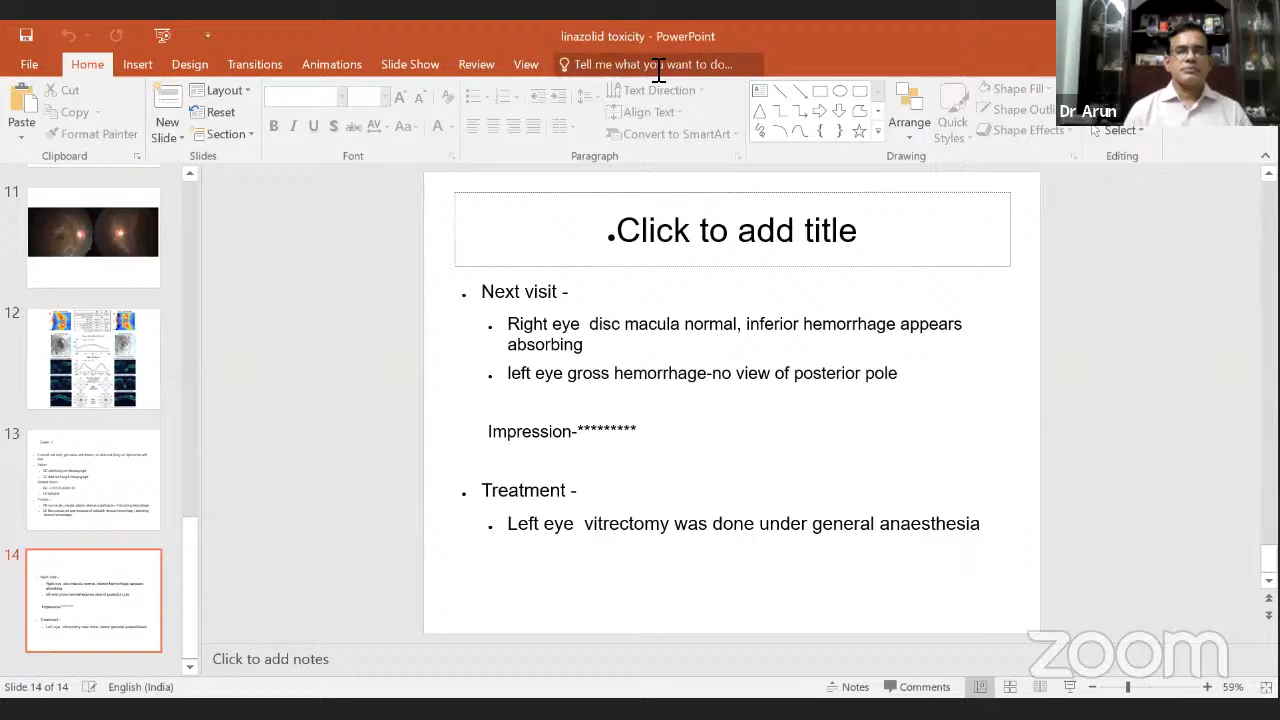 linazolid toxicity - PowerPoint
File Home Insert Design Transitions Animations Slide Show Review View Tell me what you want to do...
Dr Arun
Paste
Cut
Copy
Format Painter
Clipboard
New
Slide
Layout
Reset
Section
Slides
B I U S abc AV Aa A
Font
Text Direction
Align Text
Convert to SmartArt
Paragraph
Arrange
Quick
Styles
Shape Fill
Shape Outli
Shape Effects
Drawing
Select
Editing
11
12
13
14
•Click to add title
• Next visit -
• Right eye disc macula normal, inferior hemorrhage appears
absorbing
• left eye gross hemorrhage-no view of posterior pole
Impression-*********
• Treatment -
• Left eye vitrectomy was done under general anaesthesia
Click to add notes
zoom
Slide 14 of 14 English (India) Notes Comments 59%